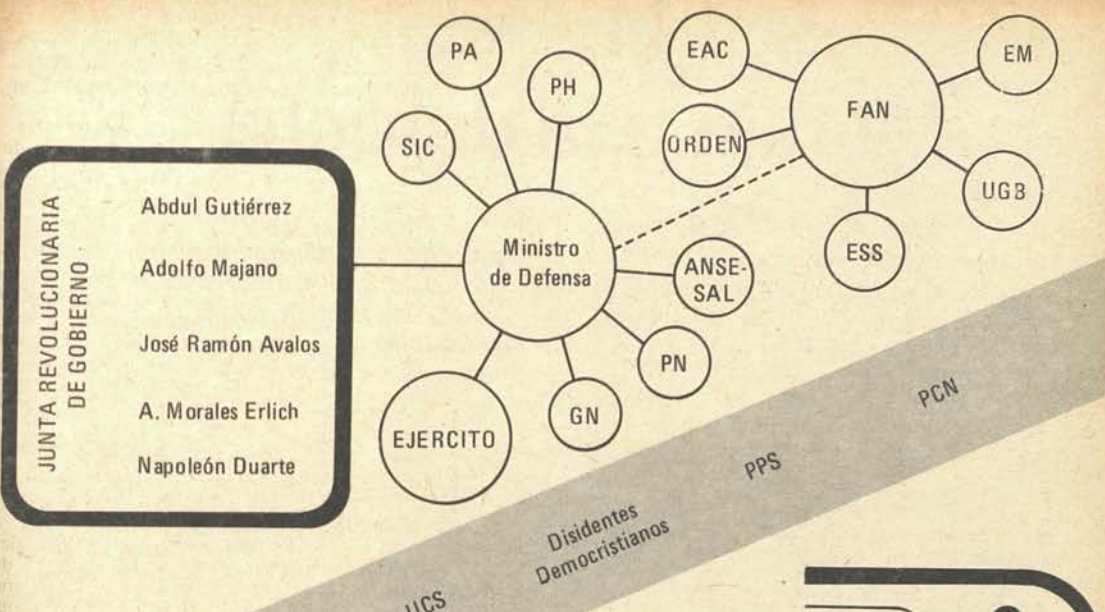 JUNTA REVOLUCIONARIA
DE GOBIERNO
Abdul Gutiérrez
Adolfo Majano
José Ramón Avalos
A. Morales Erlich
Napoleón Duarte
PA
PH
SIC
Ministro
de Defensa
ANSE-
SAL
PN
GN
EJERCITO
EAC
EM
FAN
ORDEN
UGB
ESS
PCN
PPS
Disidentes
Democristianos
UCS